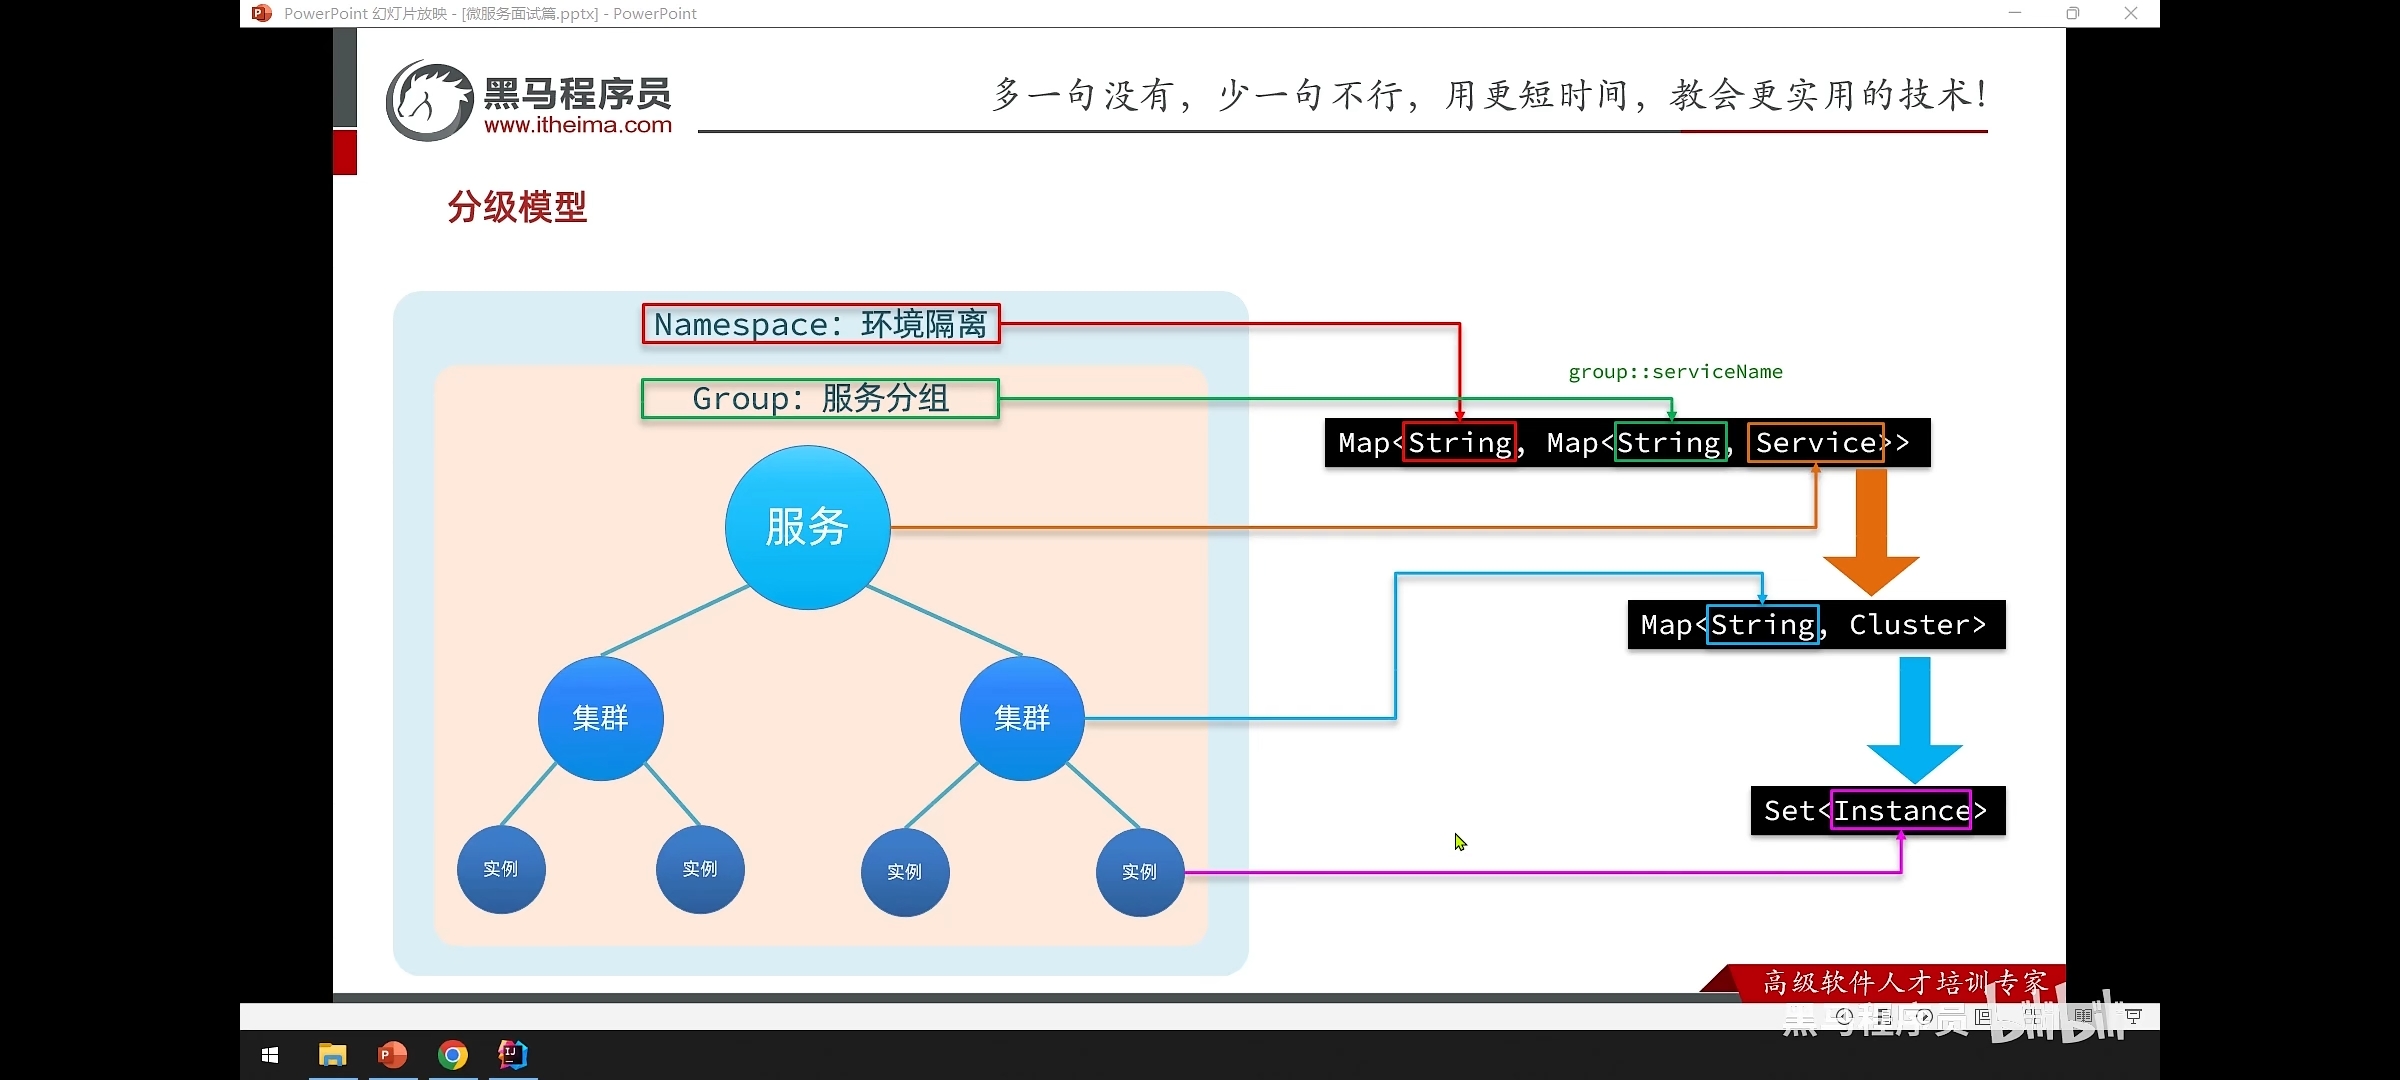 PowerPoint 幻灯片放映 - [微服务面试篇.pptx] - PowerPoint
黑马程序员
www.itheima.com
多一句没有，少一句不行，用更短时间，教会更实用的技术！
分级模型
Namespace：环境隔离
group::serviceName
Group：服务分组
Map<String, Map<String, Service>>
服务
Map<String, Cluster>
集群
集群
Set<Instance>
实例
实例
实例
实例
高级软件人才培训专家
黑马程序员 bilibili